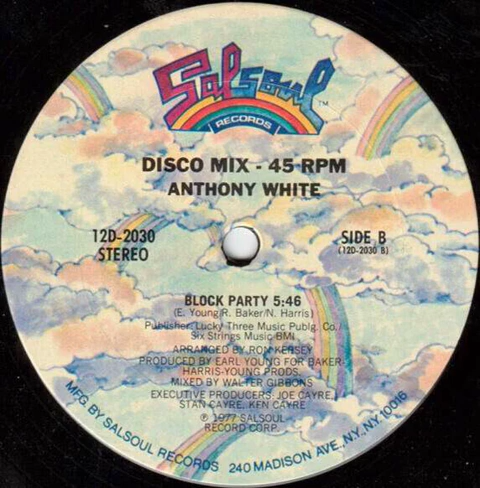 Salsoul
TM
RECORDS
DISCO MIX - 45 RPM
ANTHONY WHITE
12D-2030
STEREO
SIDE B
(12D-2030 B)
BLOCK PARTY 5:46
(E. Young/R. Baker/N. Harris)
Publisher: Lucky Three Music Publg. Co./
Six Strings Music BMI
ARRANGED BY RON KERSEY
PRODUCED BY EARL YOUNG FOR BAKER-
HARRIS-YOUNG PRODS.
MIXED BY WALTER GIBBONS
EXECUTIVE PRODUCERS: JOE CAYRE,
STAN CAYRE, KEN CAYRE
℗ 1977 SALSOUL
RECORD CORP.
MFG. BY SALSOUL RECORDS 240 MADISON AVE., N.Y., N.Y. 10016